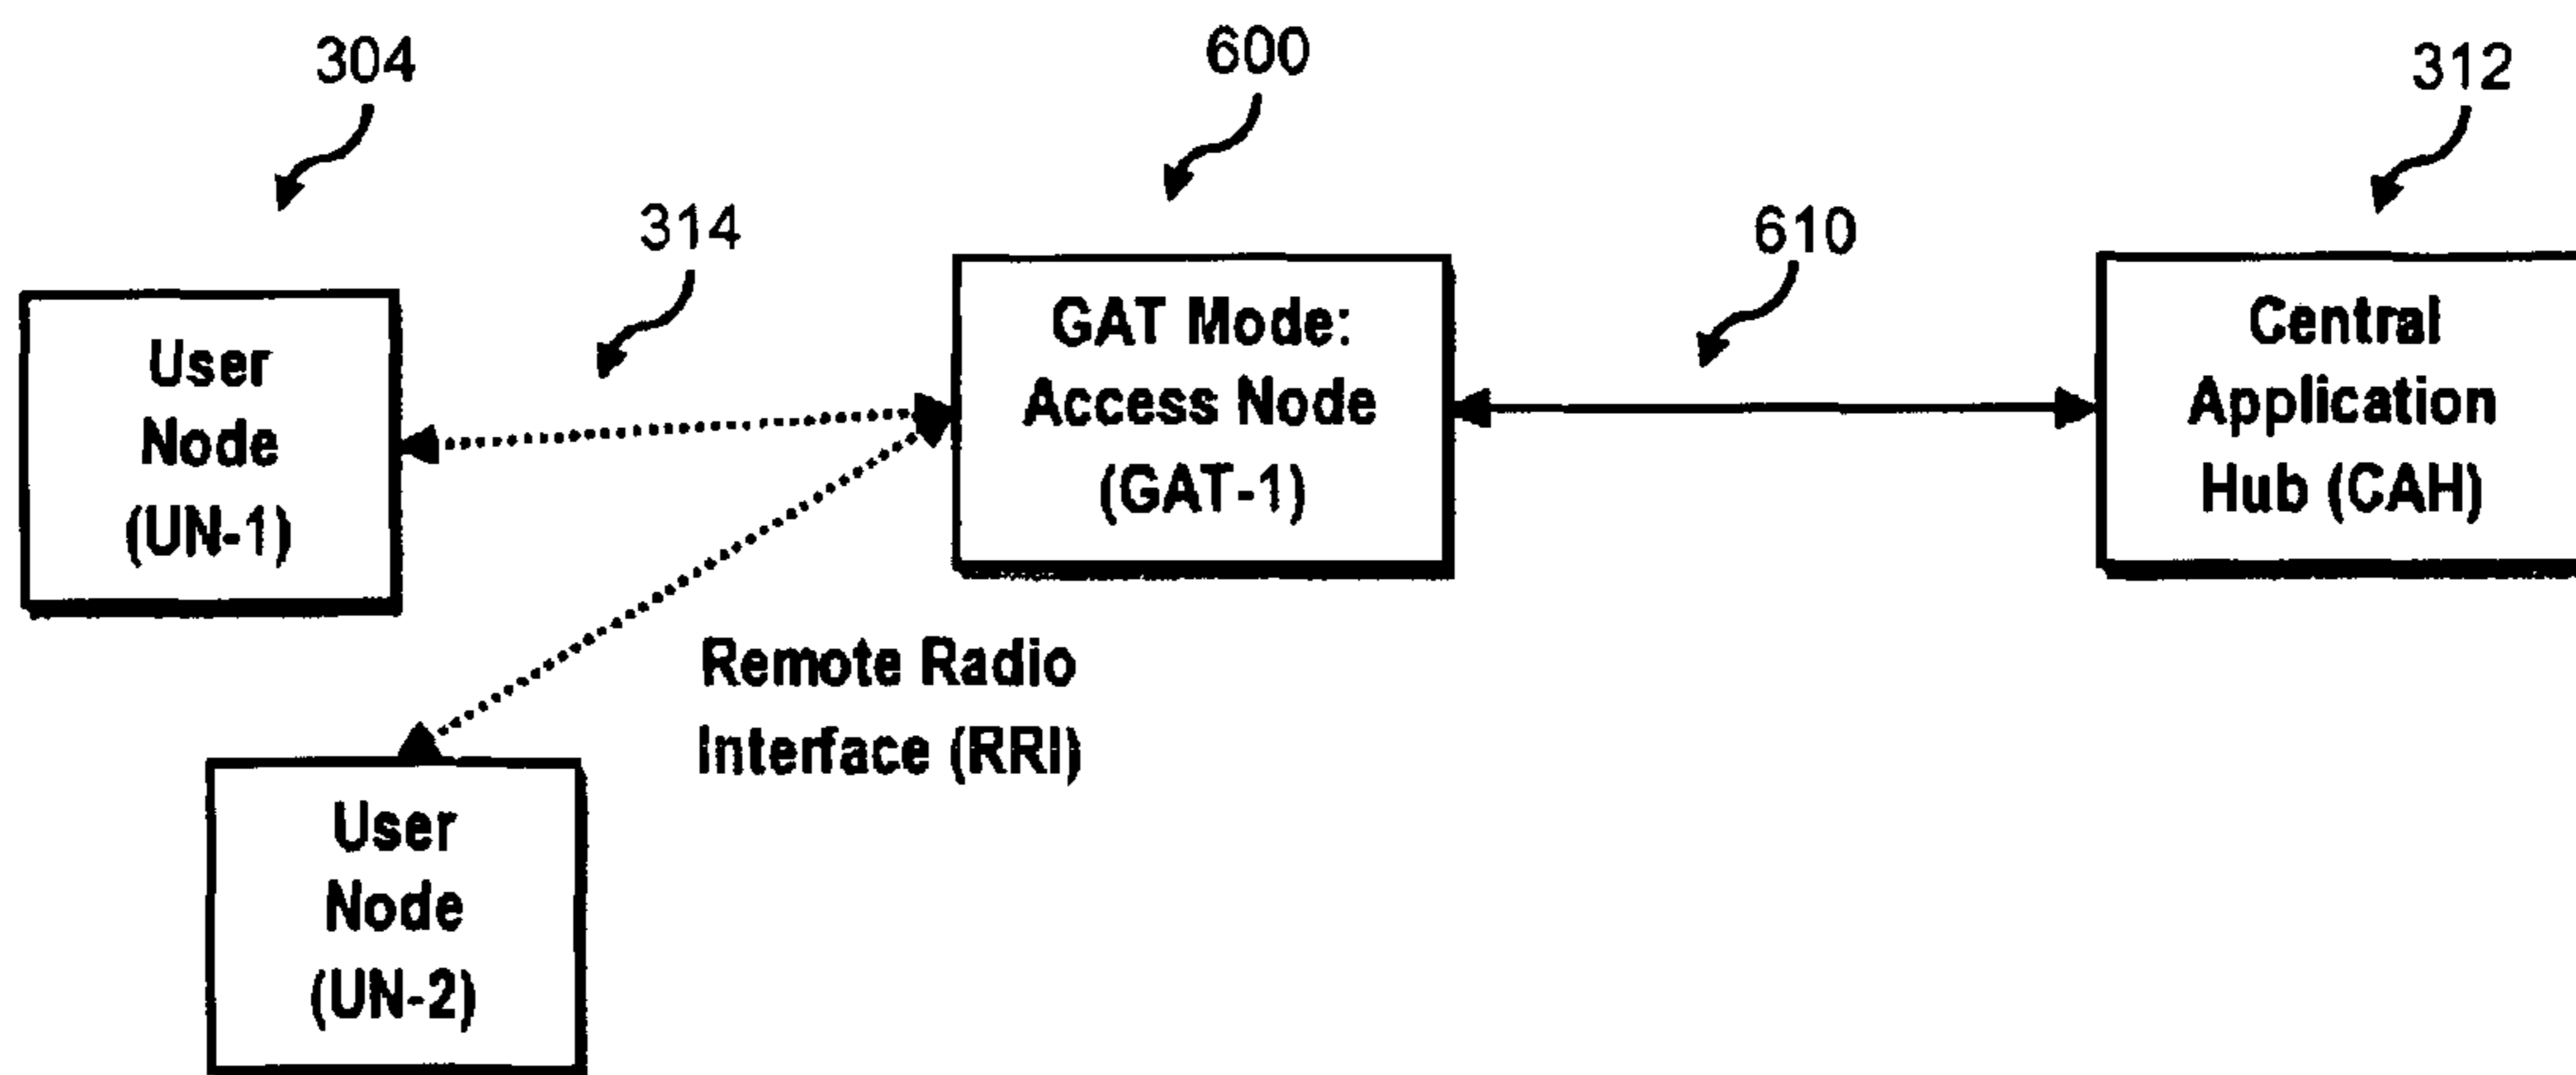 304
600
312
314
610
User
Node
(UN-1)
GAT Mode:
Access Node
(GAT-1)
Central
Application
Hub (CAH)
Remote Radio
Interface (RRI)
User
Node
(UN-2)